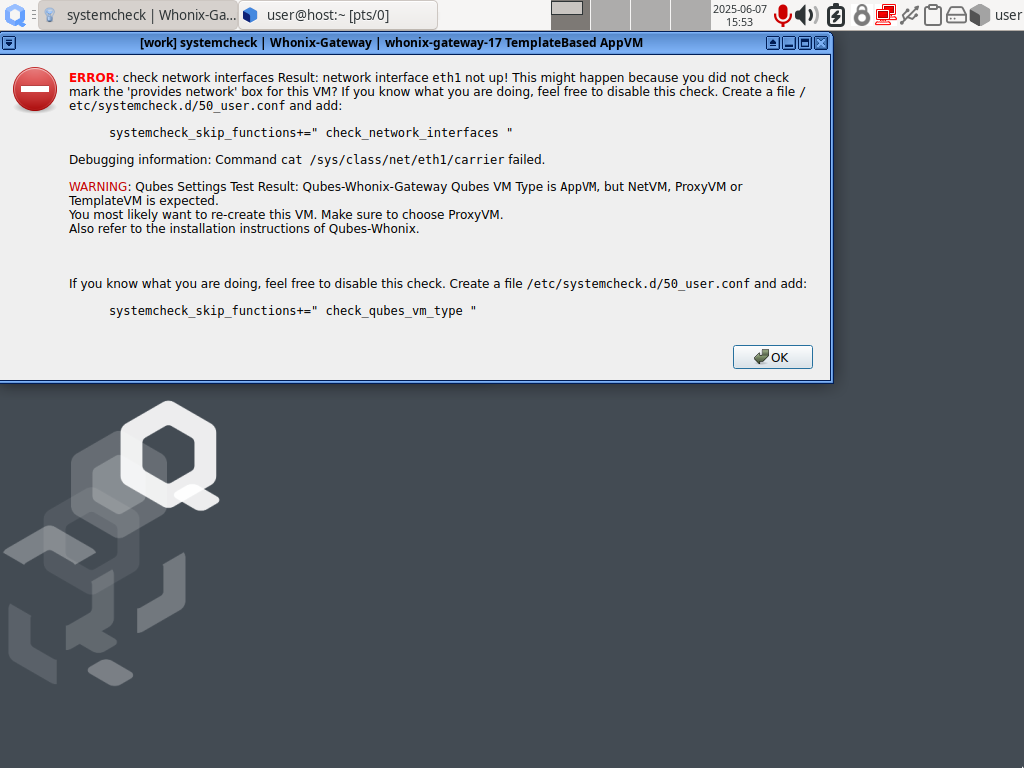 systemcheck | Whonix-Ga...
user@host:~ [pts/0]
2025-06-07
15:53
user
[work] systemcheck | Whonix-Gateway | whonix-gateway-17 TemplateBased AppVM
ERROR: check network interfaces Result: network interface eth1 not up! This might happen because you did not check
mark the 'provides network' box for this VM? If you know what you are doing, feel free to disable this check. Create a file /
etc/systemcheck.d/50_user.conf and add:
systemcheck_skip_functions+=" check_network_interfaces "
Debugging information: Command cat /sys/class/net/eth1/carrier failed.
WARNING: Qubes Settings Test Result: Qubes-Whonix-Gateway Qubes VM Type is AppVM, but NetVM, ProxyVM or
TemplateVM is expected.
You most likely want to re-create this VM. Make sure to choose ProxyVM.
Also refer to the installation instructions of Qubes-Whonix.
If you know what you are doing, feel free to disable this check. Create a file /etc/systemcheck.d/50_user.conf and add:
systemcheck_skip_functions+=" check_qubes_vm_type "
OK